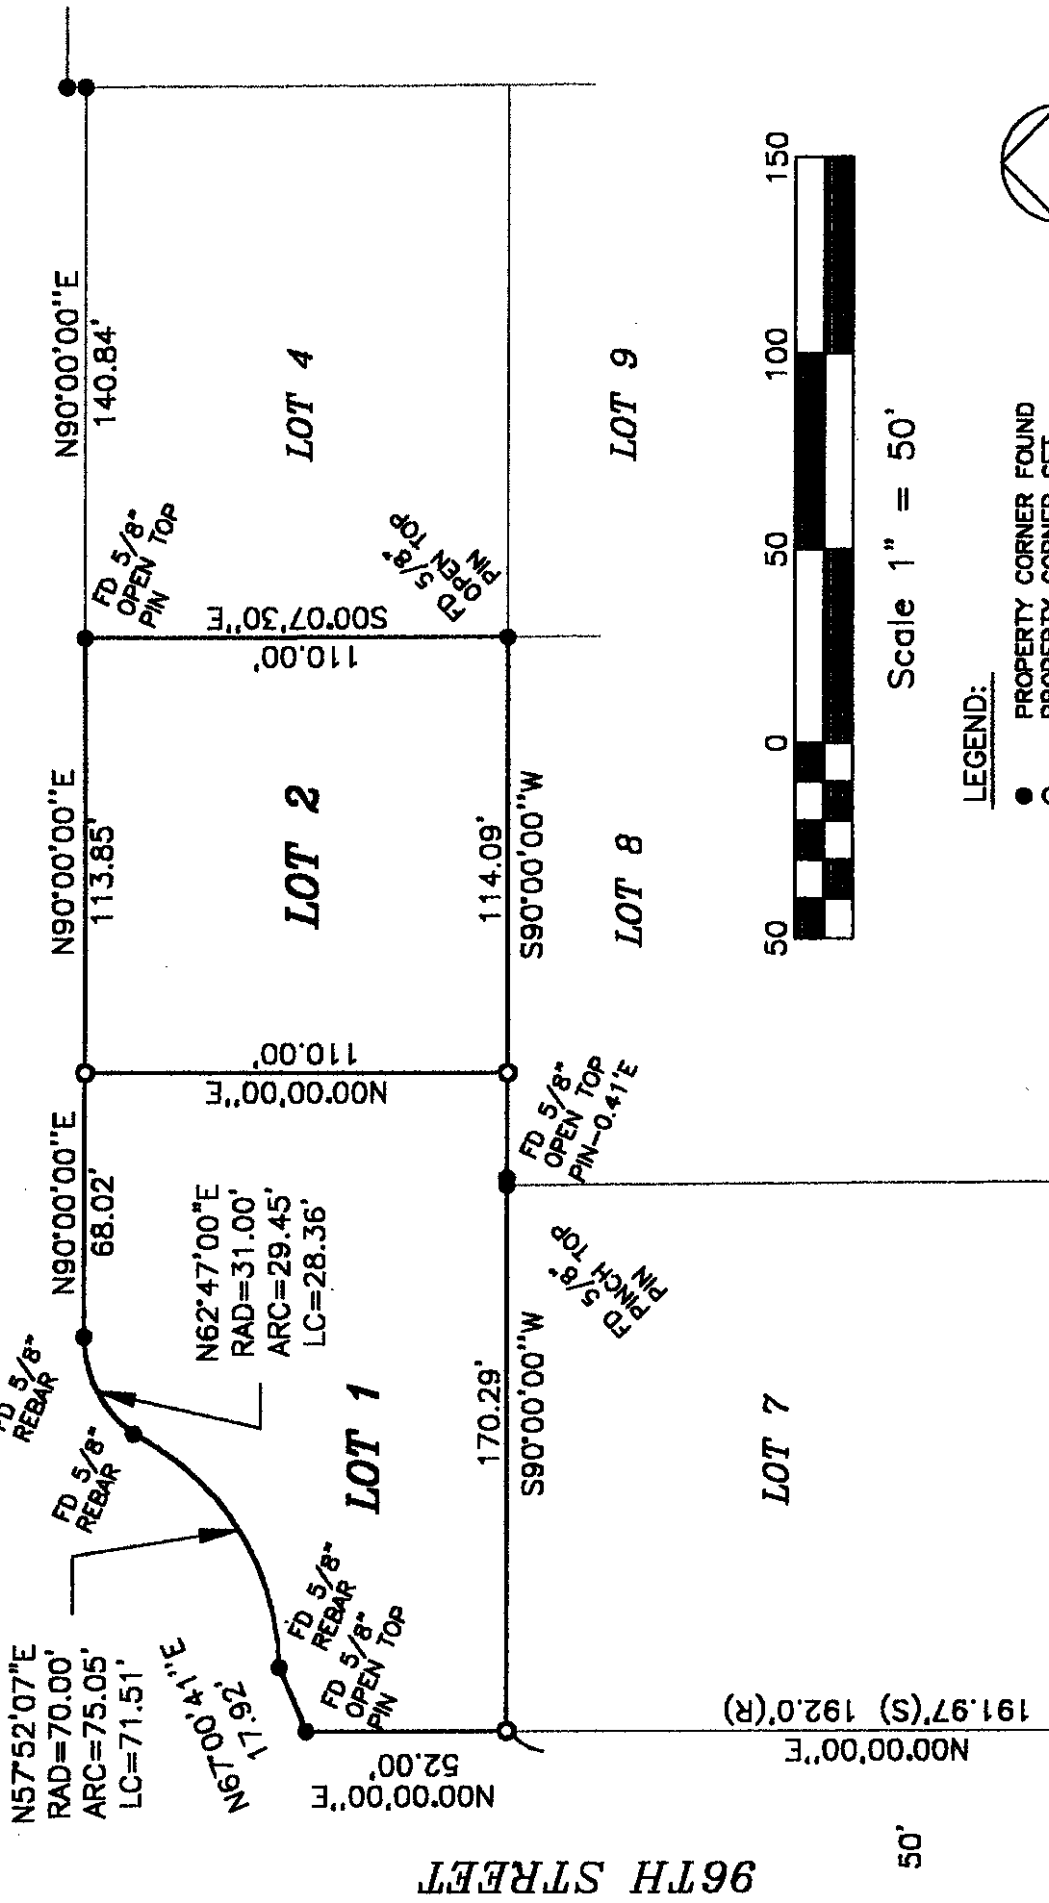 N57°52'07"E
RAD=70.00'
ARC=75.05'
LC=71.51'
N67°00'41"E
17.92'
FD 5/8"
REBAR
FD 5/8"
REBAR
N90°00'00"E
68.02'
N90°00'00"E
113.85'
N90°00'00"E
140.84'
N62°47'00"E
RAD=31.00'
ARC=29.45'
LC=28.36'
FD 5/8"
OPEN TOP
PIN
FD 5/8"
REBAR
FD 5/8"
OPEN TOP
PIN
N00°00'00"E
52.00'
LOT 1
N00°00'00"E
110.00'
LOT 2
110.00'
S00°07'30"E
LOT 4
FD 5/8"
OPEN TOP
PIN
170.29'
S90°00'00"W
114.09'
S90°00'00"W
FD 5/8"
PINCH TOP
PIN
FD 5/8"
OPEN TOP
PIN-0.41'E
LOT 7
LOT 8
LOT 9
96TH STREET
N00°00'00"E
191.97'(S) 192.0'(R)
50'
50 0 50 100 150
Scale 1" = 50'
LEGEND:
PROPERTY CORNER FOUND
PROPERTY CORNER SET